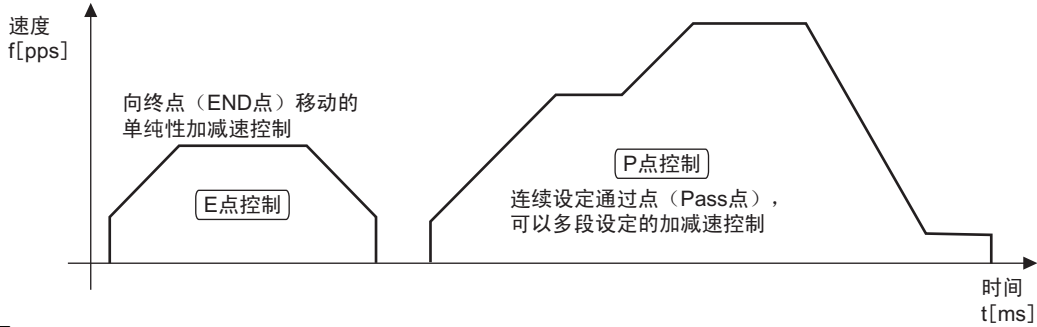 速度
f[pps]
向终点（END点）移动的
单纯性加减速控制
E点控制
P点控制
连续设定通过点（Pass点），
可以多段设定的加减速控制
时间
t[ms]